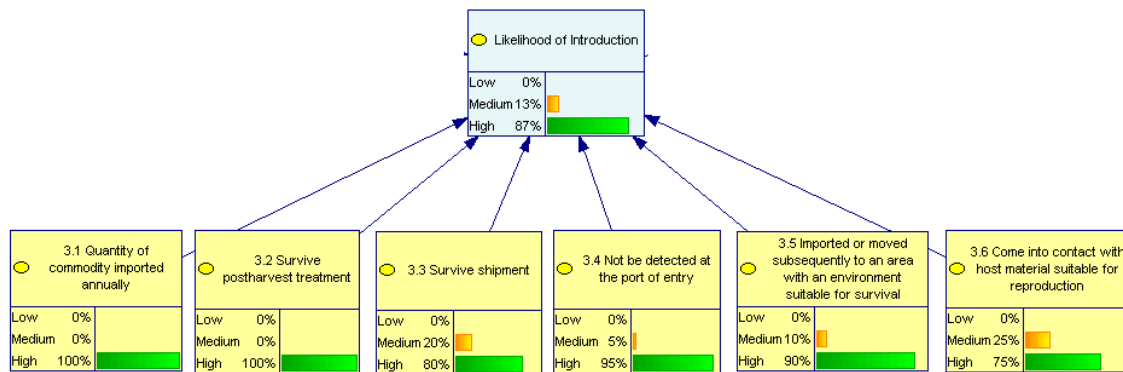 Likelihood of Introduction
Low 0%
Medium 13%
High 87%
3.1 Quantity of
commodity imported
annually
Low 0%
Medium 0%
High 100%
3.2 Survive
postharvest treatment
Low 0%
Medium 0%
High 100%
3.3 Survive shipment
Low 0%
Medium 20%
High 80%
3.4 Not be detected at
the port of entry
Low 0%
Medium 5%
High 95%
3.5 Imported or moved
subsequently to an area
with an environment
suitable for survival
Low 0%
Medium 10%
High 90%
3.6 Come into contact with
host material suitable for
reproduction
Low 0%
Medium 25%
High 75%